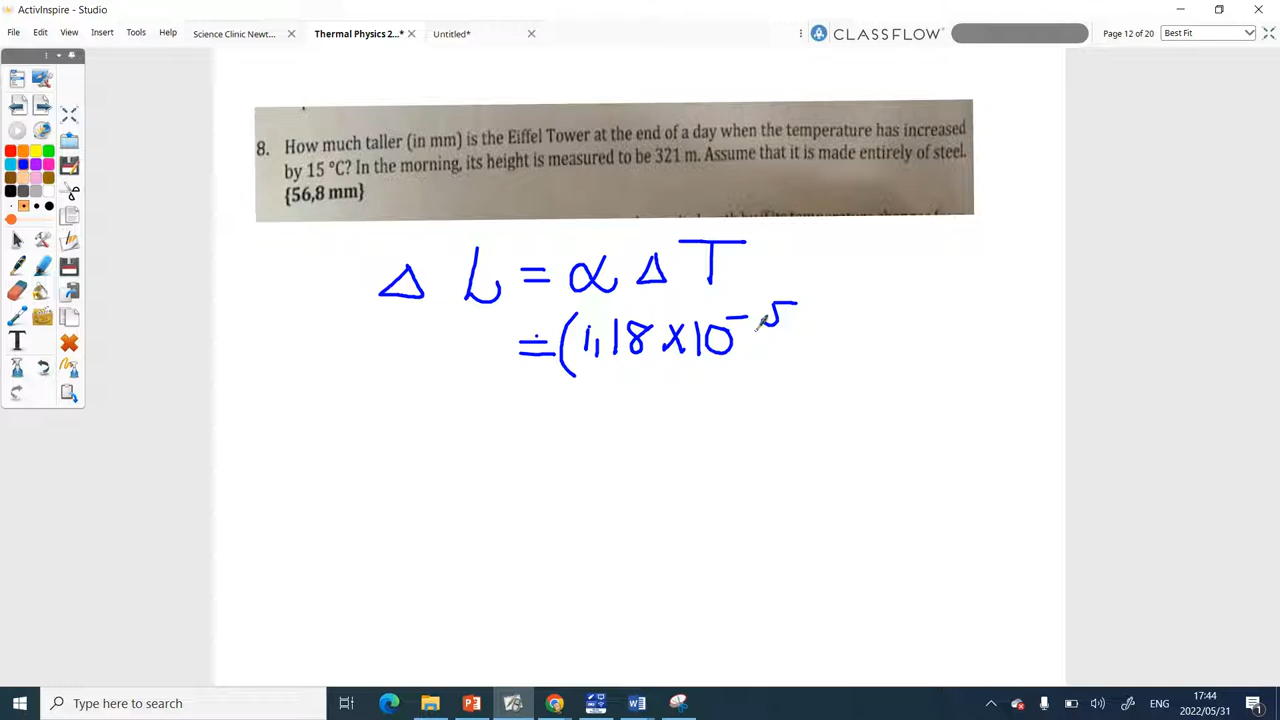 ActivInspire - Studio
File Edit View Insert Tools Help
Science Clinic Newt...
Thermal Physics 2...*
Untitled*
CLASSFLOW
Page 12 of 20
Best Fit
8. How much taller (in mm) is the Eiffel Tower at the end of a day when the temperature has increased
by 15 °C? In the morning, its height is measured to be 321 m. Assume that it is made entirely of steel.
{56,8 mm}
Δ L = α Δ T
= (1,18 × 10⁻⁵
Type here to search
ENG
17:44
2022/05/31
1